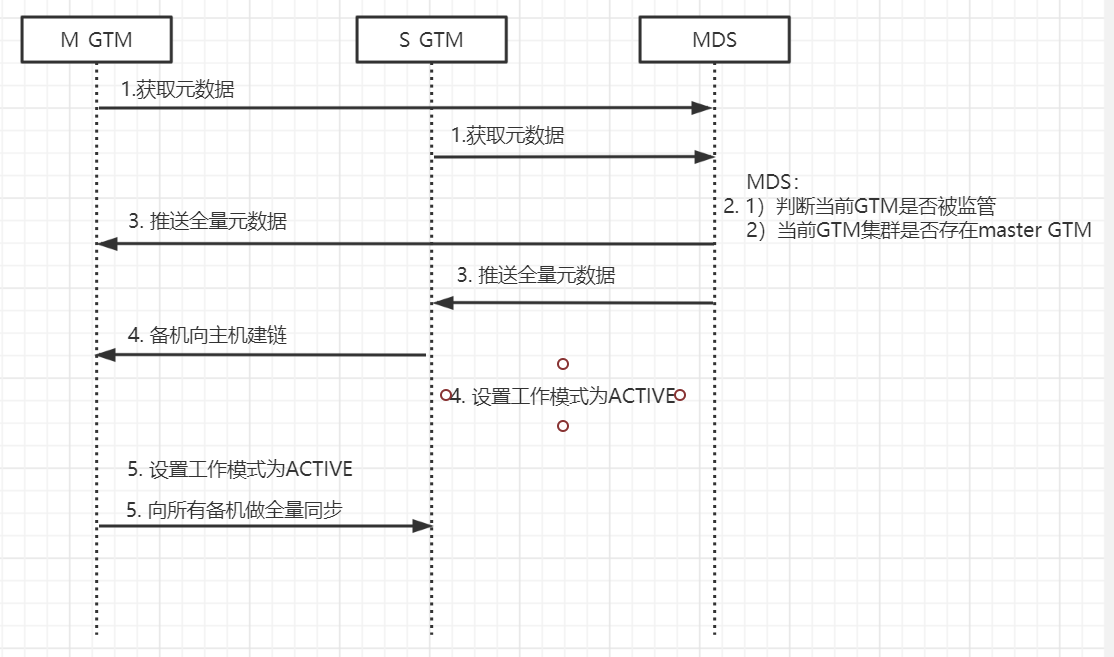 M GTM
S GTM
MDS
1.获取元数据
1.获取元数据
MDS：
2. 1）判断当前GTM是否被监管
2）当前GTM集群是否存在master GTM
3. 推送全量元数据
3. 推送全量元数据
4. 备机向主机建链
4. 设置工作模式为ACTIVE
5. 设置工作模式为ACTIVE
5. 向所有备机做全量同步